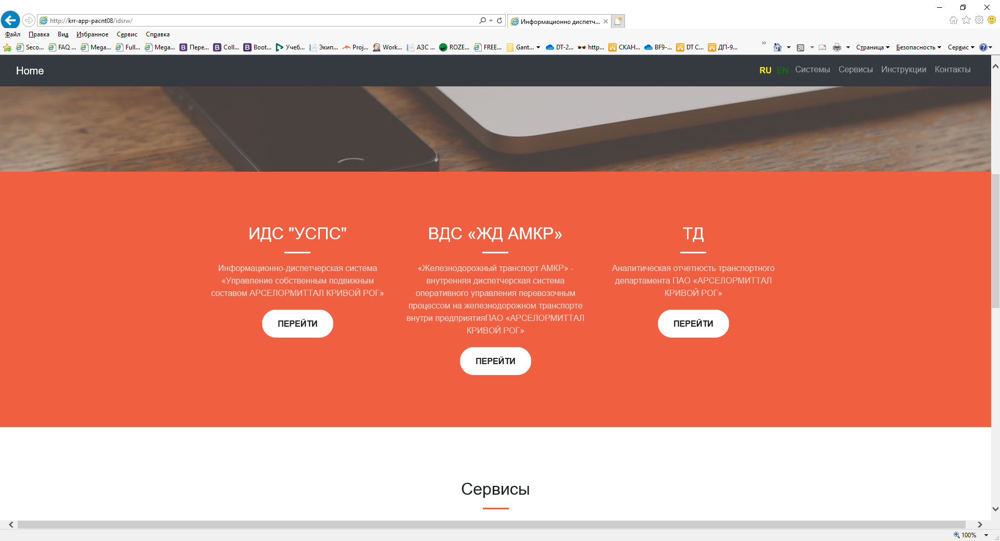 http://krr-app-pacnt08/idsrw/
Информационно диспетч...
Файл Правка Вид Избранное Сервис Справка
Seco... FAQ ... Mega... Full... Mega... Пере... Coll... Boot... Учеб... Экип... Proj... Work... АЗС ... ROZE... FREE... Gant... DT-2... http... СКАН... BF9-... DT C... ДП-9... Страница Безопасность Сервис
Home RU EN Системы Сервисы Инструкции Контакты
ИДС "УСПС"
Информационно-диспетчерская система
«Управление собственным подвижным
составом АРСЕЛОРМИТТАЛ КРИВОЙ РОГ»
ПЕРЕЙТИ
ВДС «ЖД АМКР»
«Железнодорожный транспорт АМКР» -
внутренняя диспетчерская система
оперативного управления перевозочным
процессом на железнодорожном транспорте
внутри предприятияПАО «АРСЕЛОРМИТТАЛ
КРИВОЙ РОГ»
ПЕРЕЙТИ
ТД
Аналитическая отчетность транспортного
департамента ПАО «АРСЕЛОРМИТТАЛ
КРИВОЙ РОГ»
ПЕРЕЙТИ
Сервисы
100%